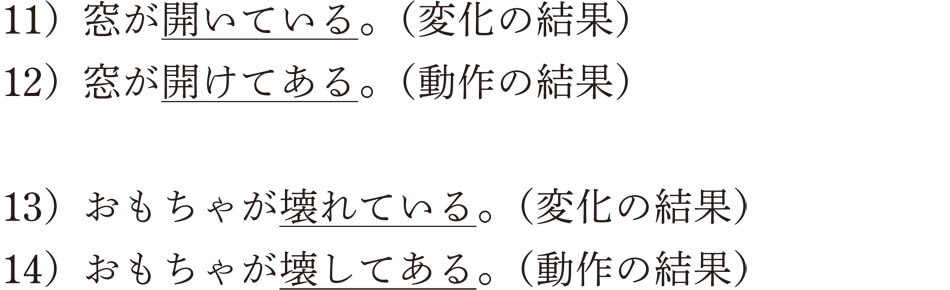 11）窓が開いている。（変化の結果）
12）窓が開けてある。（動作の結果）
13）おもちゃが壊れている。（変化の結果）
14）おもちゃが壊してある。（動作の結果）